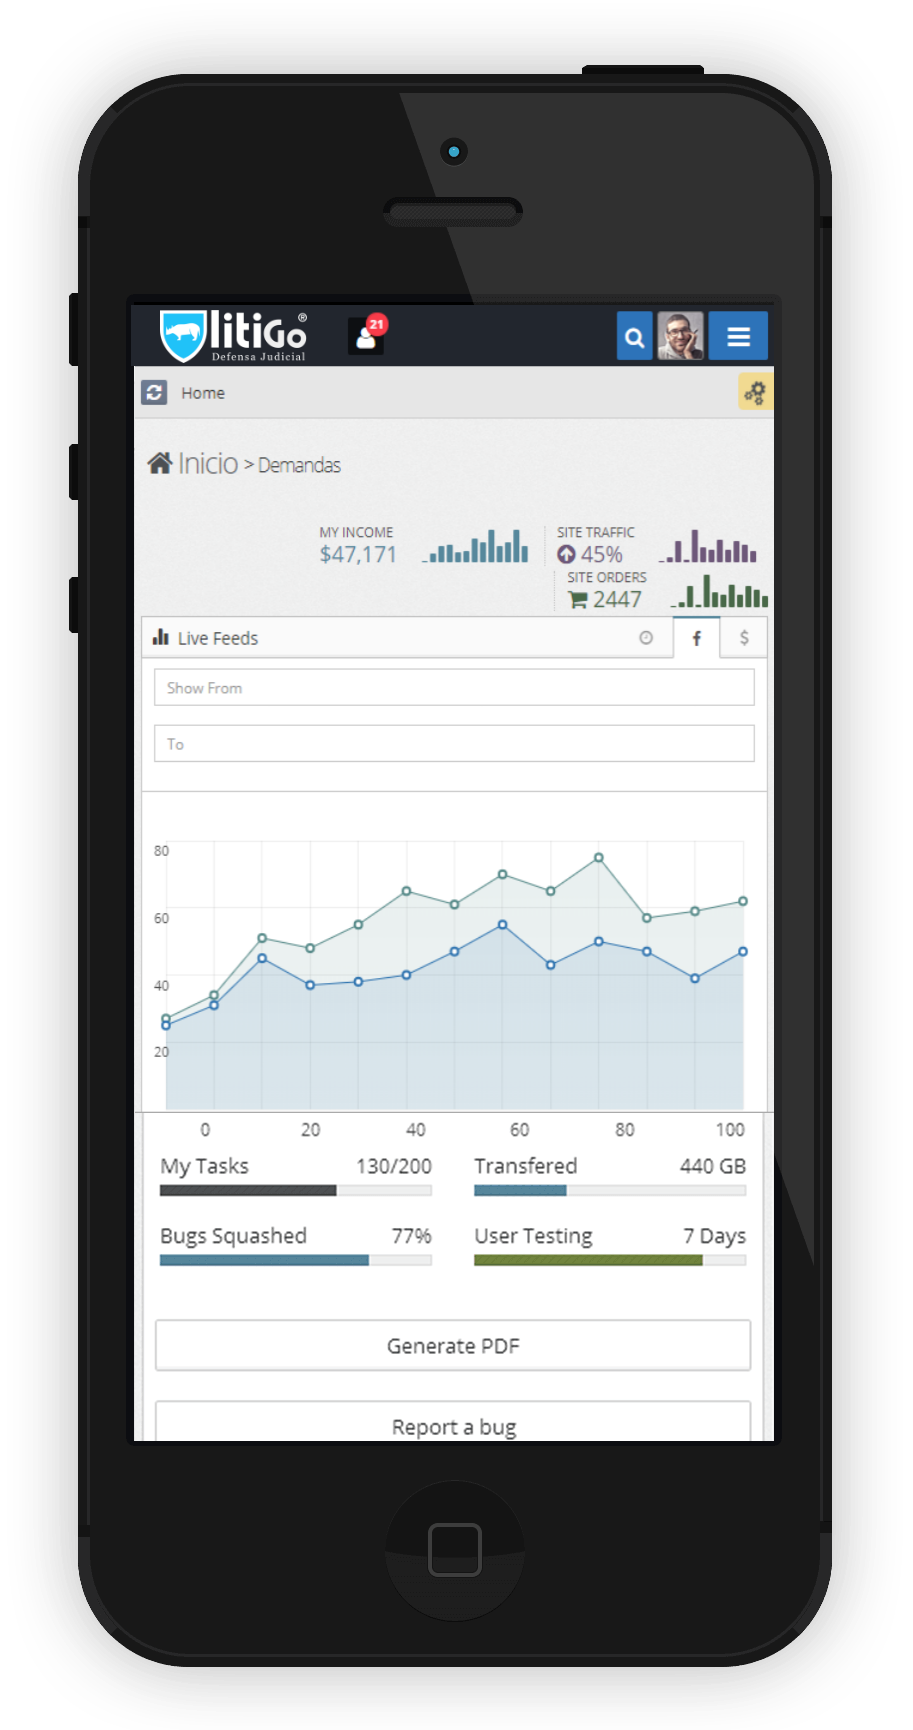 litiGo®
Defensa Judicial
21
Home
Inicio > Demandas
MY INCOME
$47,171
SITE TRAFFIC
45%
SITE ORDERS
2447
Live Feeds
f
$
Show From
To
80
60
40
20
0 20 40 60 80 100
My Tasks 130/200
Transfered 440 GB
Bugs Squashed 77%
User Testing 7 Days
Generate PDF
Report a bug